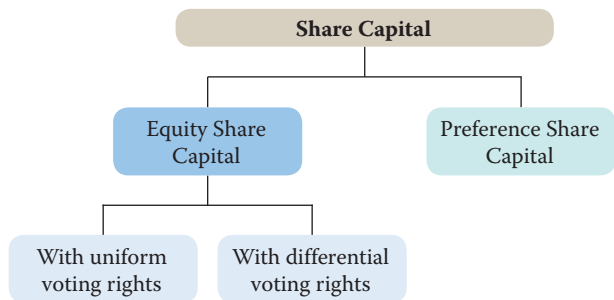 Share Capital
Equity Share
Capital
Preference Share
Capital
With uniform
voting rights
With differential
voting rights